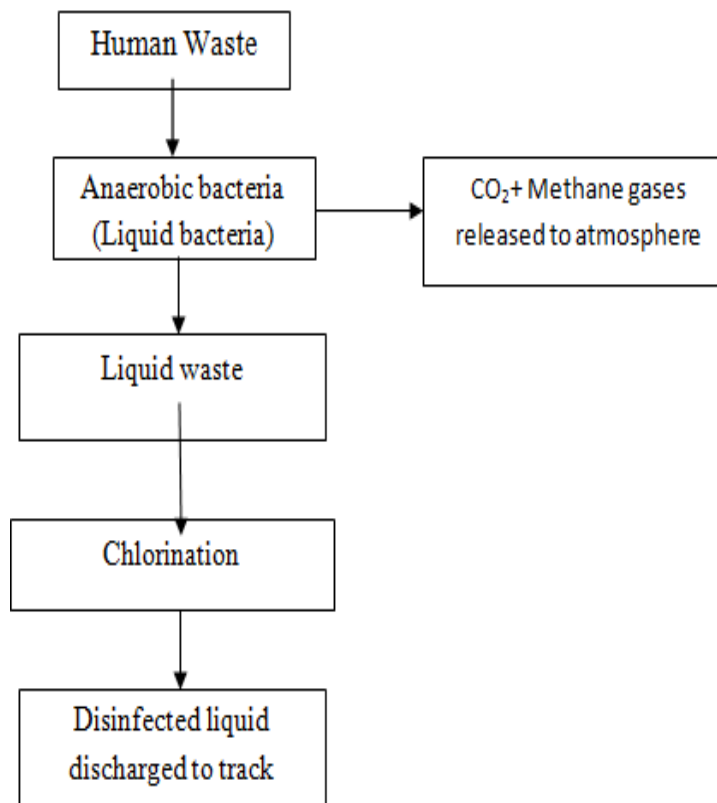 Human Waste
Anaerobic bacteria
(Liquid bacteria)
CO₂+ Methane gases
released to atmosphere
Liquid waste
Chlorination
Disinfected liquid
discharged to track